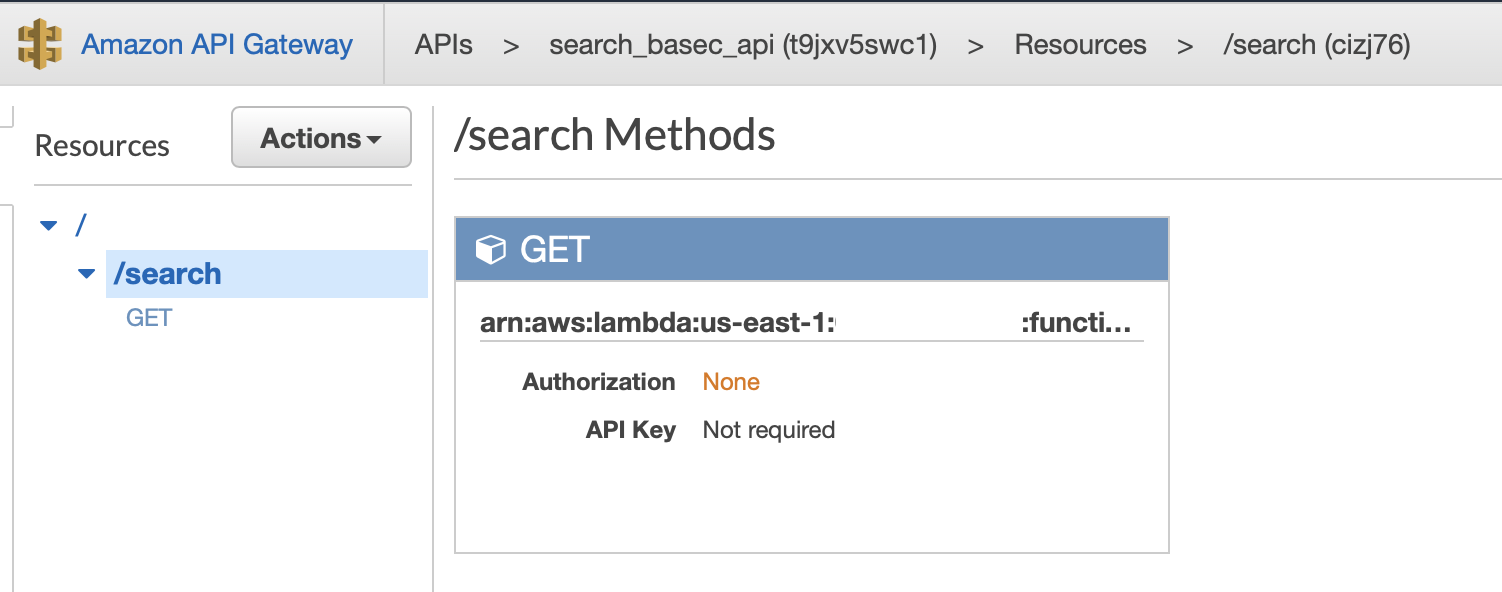 Amazon API Gateway APIs > search_basec_api (t9jxv5swc1) > Resources > /search (cizj76)
Resources
Actions
/
/search
GET
/search Methods
GET
arn:aws:lambda:us-east-1: :functi...
Authorization None
API Key Not required